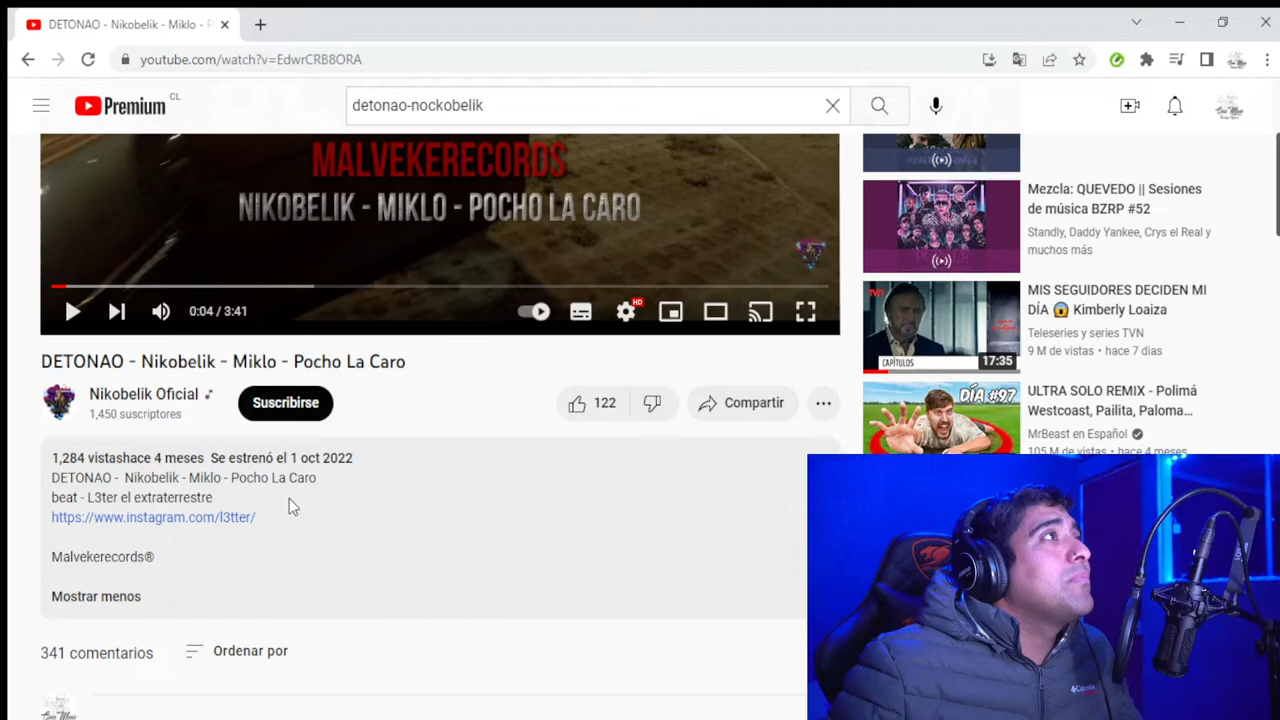 DETONAO - Nikobelik - Miklo - P
youtube.com/watch?v=EdwrCRB8ORA
Premium CL
detonao-nockobelik
MALVEKERECORDS
NIKOBELIK - MIKLO - POCHO LA CARO
HD
0:04 / 3:41
DETONAO - Nikobelik - Miklo - Pocho La Caro
Nikobelik Oficial
1,450 suscriptores
Suscribirse
122
Compartir
1,284 vistashace 4 meses Se estrenó el 1 oct 2022
DETONAO - Nikobelik - Miklo - Pocho La Caro
beat - L3ter el extraterrestre
https://www.instagram.com/l3tter/
Malvekerecords®
Mostrar menos
341 comentarios
Ordenar por
Mezcla: QUEVEDO || Sesiones
de música BZRP #52
Standly, Daddy Yankee, Crys el Real y
muchos más
CAPÍTULOS
17:35
MIS SEGUIDORES DECIDEN MI
DÍA 😱 Kimberly Loaiza
Teleseries y series TVN
9 M de vistas • hace 7 días
DÍA #97
ULTRA SOLO REMIX - Polimá
Westcoast, Pailita, Paloma...
MrBeast en Español
105 M de vistas • hace 4 meses
Columbia